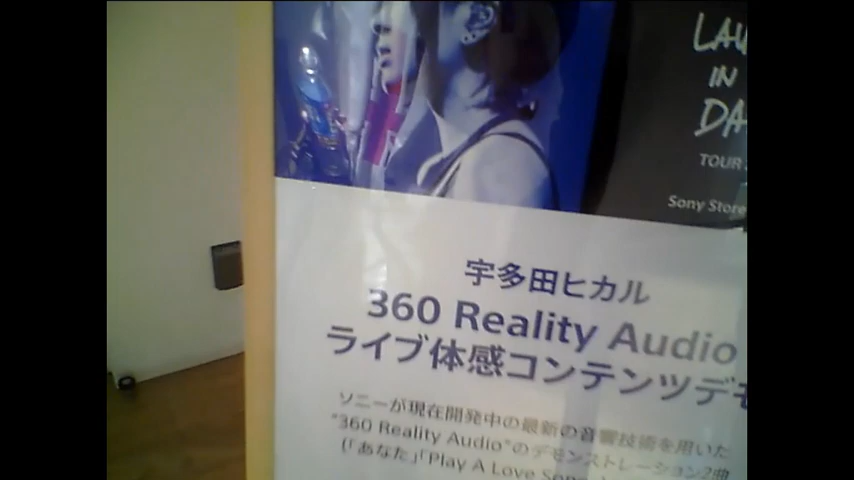 LAU
IN
DA
TOUR
Sony Store
宇多田ヒカル
360 Reality Audio
ライブ体感コンテンツデモ
ソニーが現在開発中の最新の音響技術を用いた
"360 Reality Audio"のデモンストレーション2曲
(「あなた」「Play A Love Song